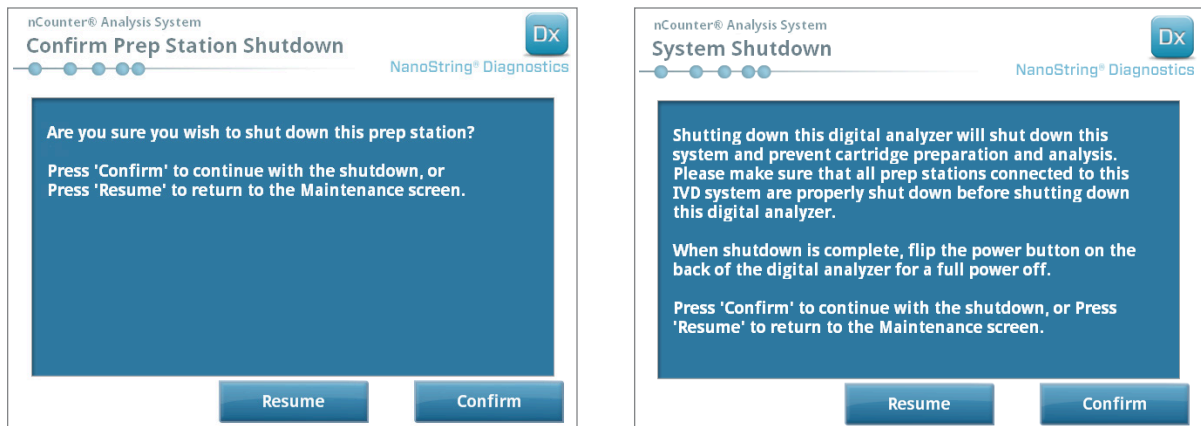 nCounter® Analysis System
Confirm Prep Station Shutdown
Dx
NanoString® Diagnostics
Are you sure you wish to shut down this prep station?
Press 'Confirm' to continue with the shutdown, or
Press 'Resume' to return to the Maintenance screen.
Resume
Confirm
nCounter® Analysis System
System Shutdown
Dx
NanoString® Diagnostics
Shutting down this digital analyzer will shut down this
system and prevent cartridge preparation and analysis.
Please make sure that all prep stations connected to this
IVD system are properly shut down before shutting down
this digital analyzer.
When shutdown is complete, flip the power button on the
back of the digital analyzer for a full power off.
Press 'Confirm' to continue with the shutdown, or Press
'Resume' to return to the Maintenance screen.
Resume
Confirm